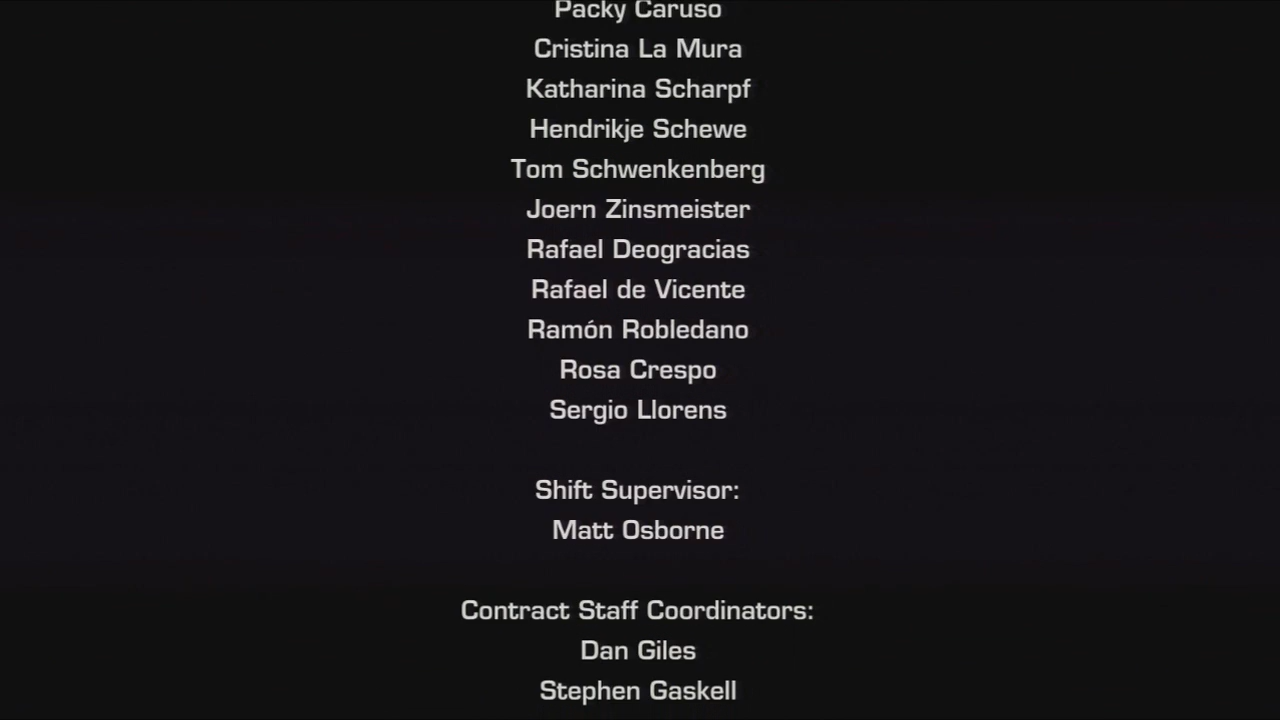 Packy Caruso
Cristina La Mura
Katharina Scharpf
Hendrikje Schewe
Tom Schwenkenberg
Joern Zinsmeister
Rafael Deogracias
Rafael de Vicente
Ramón Robledano
Rosa Crespo
Sergio Llorens
Shift Supervisor:
Matt Osborne
Contract Staff Coordinators:
Dan Giles
Stephen Gaskell